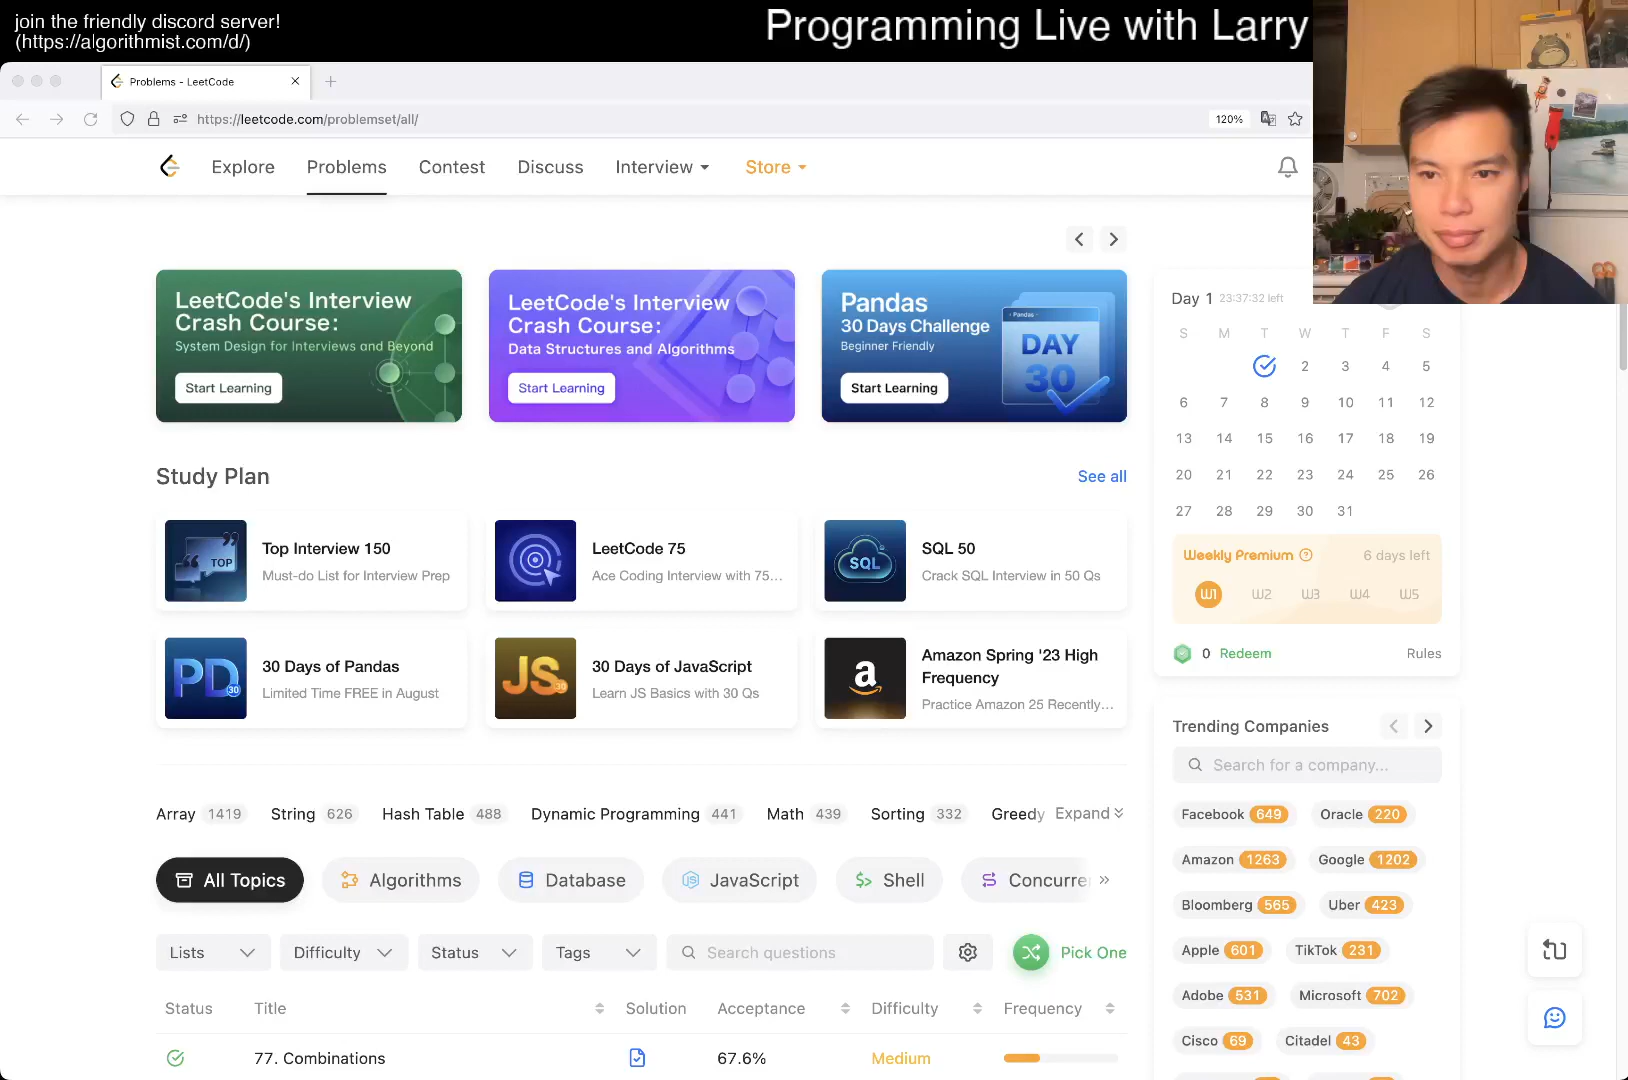 join the friendly discord server!
(https://algorithmist.com/d/)
Programming Live with Larry
Problems - LeetCode
https://leetcode.com/problemset/all/
120%
Explore
Problems
Contest
Discuss
Interview
Store
LeetCode's Interview
Crash Course:
System Design for Interviews and Beyond
Start Learning
LeetCode's Interview
Crash Course:
Data Structures and Algorithms
Start Learning
Pandas
30 Days Challenge
Beginner Friendly
Start Learning
Pandas
DAY
30
Day 1 23:37:32 left
S M T W T F S
2 3 4 5
6 7 8 9 10 11 12
13 14 15 16 17 18 19
20 21 22 23 24 25 26
27 28 29 30 31
Weekly Premium 6 days left
W1 W2 W3 W4 W5
0 Redeem Rules
Study Plan
See all
TOP
Top Interview 150
Must-do List for Interview Prep
LeetCode 75
Ace Coding Interview with 75...
SQL
SQL 50
Crack SQL Interview in 50 Qs
PD
30
30 Days of Pandas
Limited Time FREE in August
JS
30
30 Days of JavaScript
Learn JS Basics with 30 Qs
a
Amazon Spring '23 High
Frequency
Practice Amazon 25 Recently...
Trending Companies
Search for a company...
Facebook 649
Oracle 220
Amazon 1263
Google 1202
Bloomberg 565
Uber 423
Apple 601
TikTok 231
Adobe 531
Microsoft 702
Cisco 69
Citadel 43
Array 1419
String 626
Hash Table 488
Dynamic Programming 441
Math 439
Sorting 332
Greedy
Expand
All Topics
Algorithms
Database
JavaScript
Shell
Concurre
Lists
Difficulty
Status
Tags
Search questions
Pick One
Status
Title
Solution
Acceptance
Difficulty
Frequency
77. Combinations
67.6%
Medium